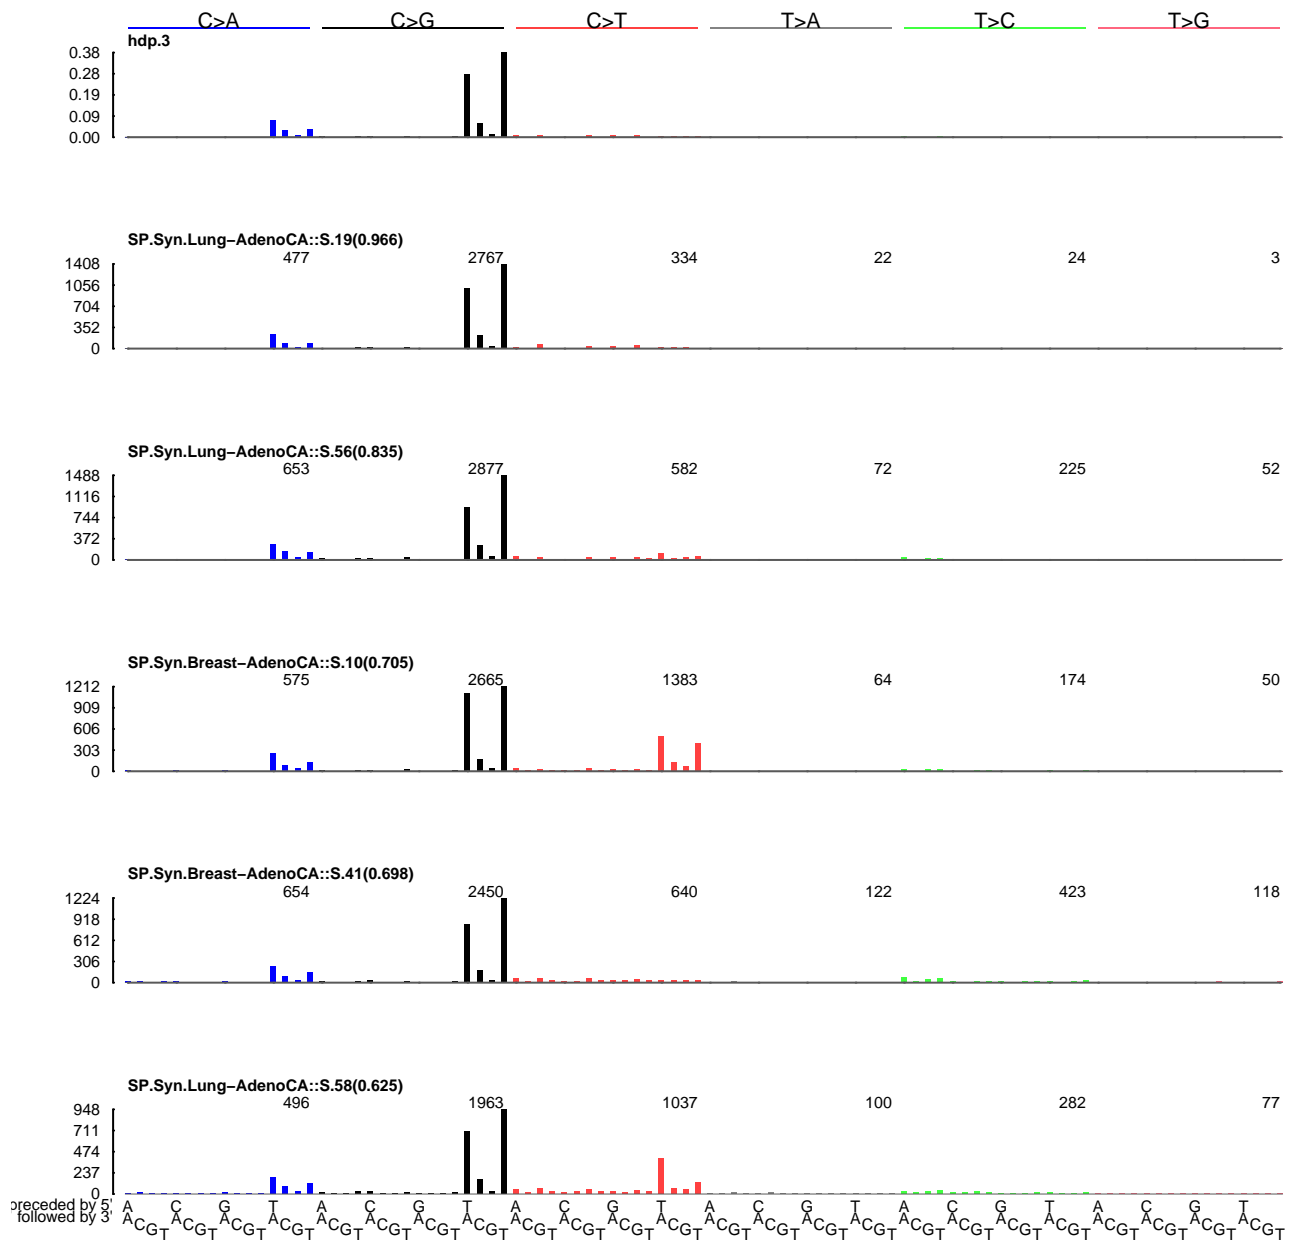 C>A C>G C>T T>A T>C T>G
hdp.3
0.38
0.28
0.19
0.09
0.00
SP.Syn.Lung−AdenoCA::S.19(0.966)
477 2767 334 22 24 3
1408
1056
704
352
0
SP.Syn.Lung−AdenoCA::S.56(0.835)
653 2877 582 72 225 52
1488
1116
744
372
0
SP.Syn.Breast−AdenoCA::S.10(0.705)
575 2665 1383 64 174 50
1212
909
606
303
0
SP.Syn.Breast−AdenoCA::S.41(0.698)
654 2450 640 122 423 118
1224
918
612
306
0
SP.Syn.Lung−AdenoCA::S.58(0.625)
496 1963 1037 100 282 77
948
711
474
237
0
preceded by 5' A C G T A C G T A C G T A C G T A C G T A C G T
followed by 3' A C G T A C G T A C G T A C G T A C G T A C G T A C G T A C G T A C G T A C G T A C G T A C G T A C G T A C G T A C G T A C G T A C G T A C G T A C G T A C G T A C G T A C G T A C G T A C G T